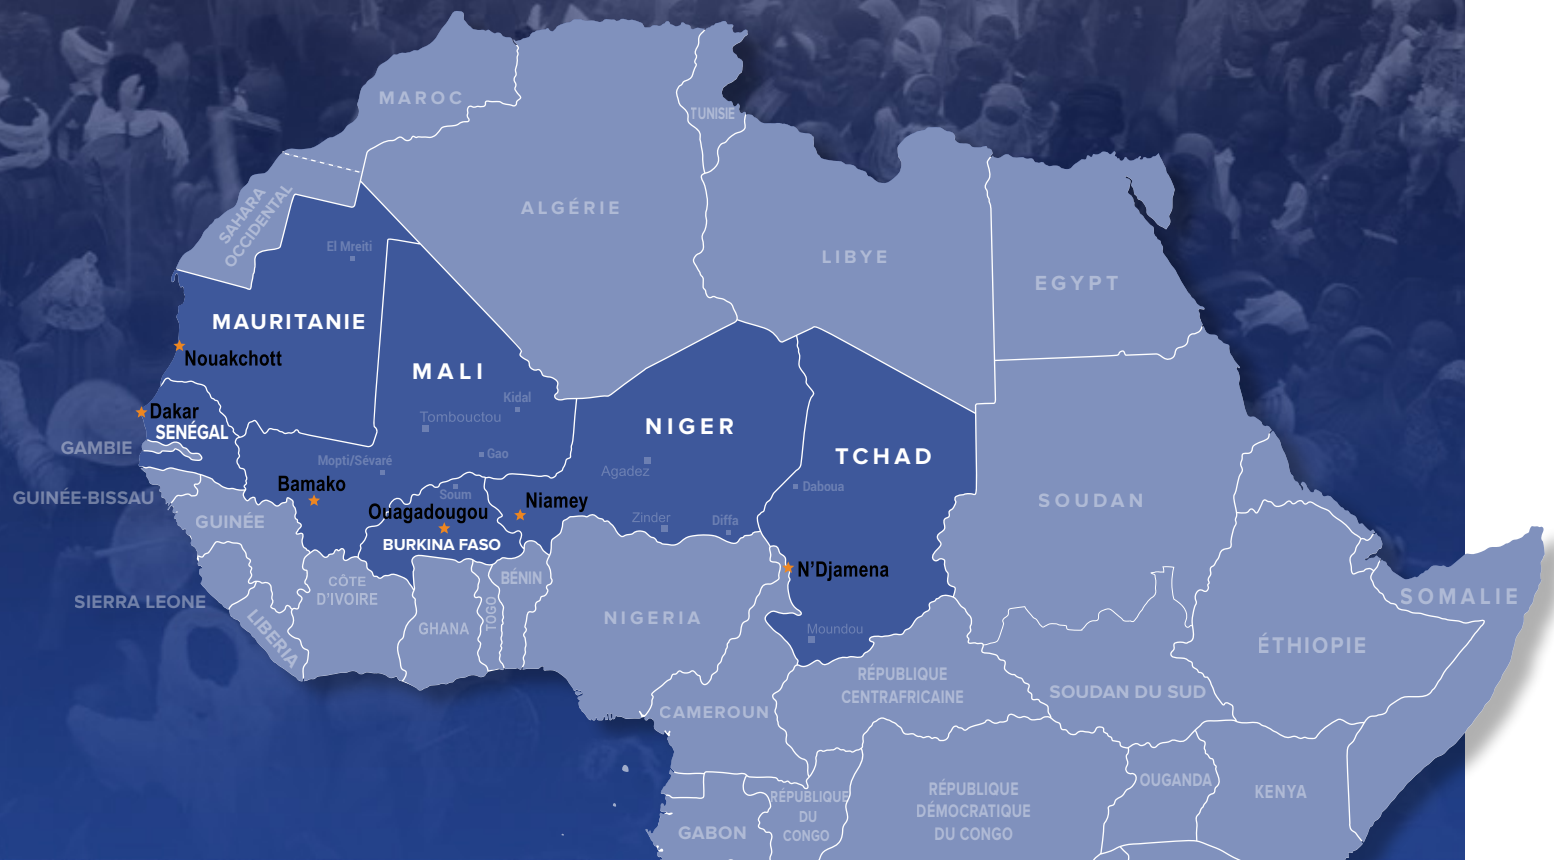 MAROC
TUNISIE
ALGÉRIE
SAHARA
OCCIDENTAL
LIBYE
EGYPT
El Mreiti
MAURITANIE
Nouakchott
MALI
Kidal
Tombouctou
Gao
Mopti/Sévaré
Dakar
SENÉGAL
GAMBIE
GUINÉE-BISSAU
GUINÉE
SIERRA LEONE
LIBERIA
Bamako
Soum
Ouagadougou
BURKINA FASO
Niamey
NIGER
Agadez
Zinder
Diffa
TCHAD
Daboua
N'Djamena
Moundou
SOUDAN
CÔTE
D'IVOIRE
GHANA
TOGO
BÉNIN
NIGERIA
CAMEROUN
RÉPUBLIQUE
CENTRAFRICAINE
SOUDAN DU SUD
ÉTHIOPIE
SOMALIE
GABON
RÉPUBLIQUE
DU
CONGO
RÉPUBLIQUE
DÉMOCRATIQUE
DU CONGO
OUGANDA
KENYA